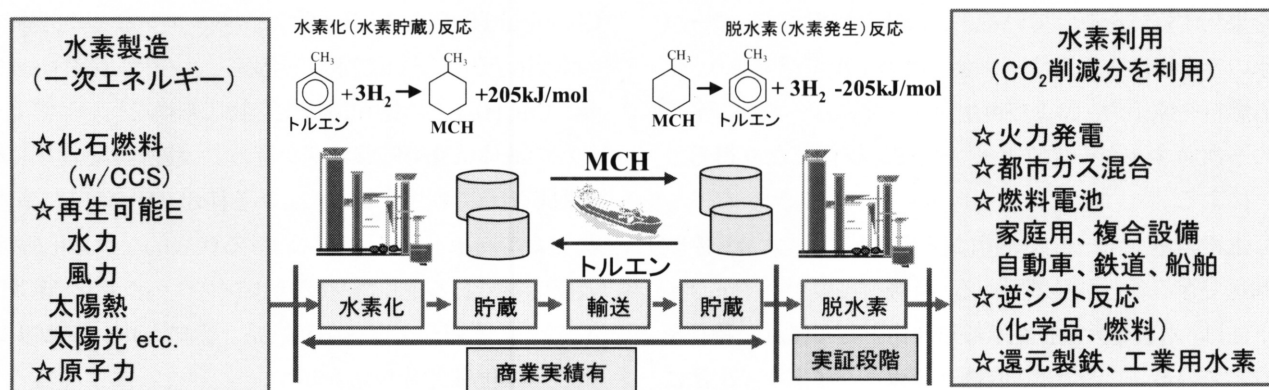 水素製造
(一次エネルギー)
☆化石燃料
(w/CCS)
☆再生可能E
水力
風力
太陽熱
太陽光 etc.
☆原子力
水素化(水素貯蔵)反応
CH3
CH3
+3H2
+205kJ/mol
トルエン
MCH
脱水素(水素発生)反応
CH3
CH3
+ 3H2 -205kJ/mol
MCH
トルエン
MCH
トルエン
水素化
貯蔵
輸送
貯蔵
脱水素
商業実績有
実証段階
水素利用
(CO2削減分を利用)
☆火力発電
☆都市ガス混合
☆燃料電池
家庭用、複合設備
自動車、鉄道、船舶
☆逆シフト反応
(化学品、燃料)
☆還元製鉄、工業用水素